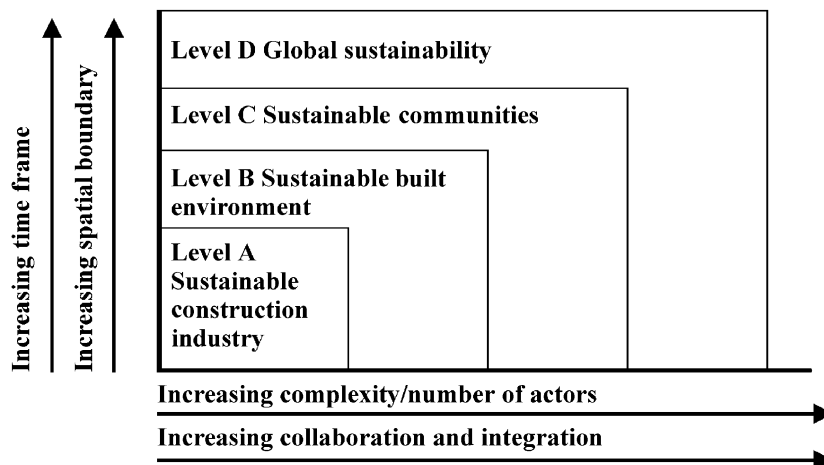 Increasing time frame
Increasing spatial boundary
Level D Global sustainability
Level C Sustainable communities
Level B Sustainable built
environment
Level A
Sustainable
construction
industry
Increasing complexity/number of actors
Increasing collaboration and integration